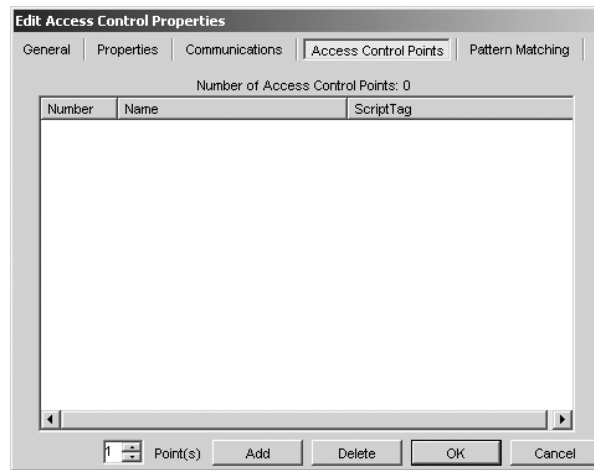 Edit Access Control Properties
General Properties Communications Access Control Points Pattern Matching
Number of Access Control Points: 0
Number Name ScriptTag
1 Point(s) Add Delete OK Cancel